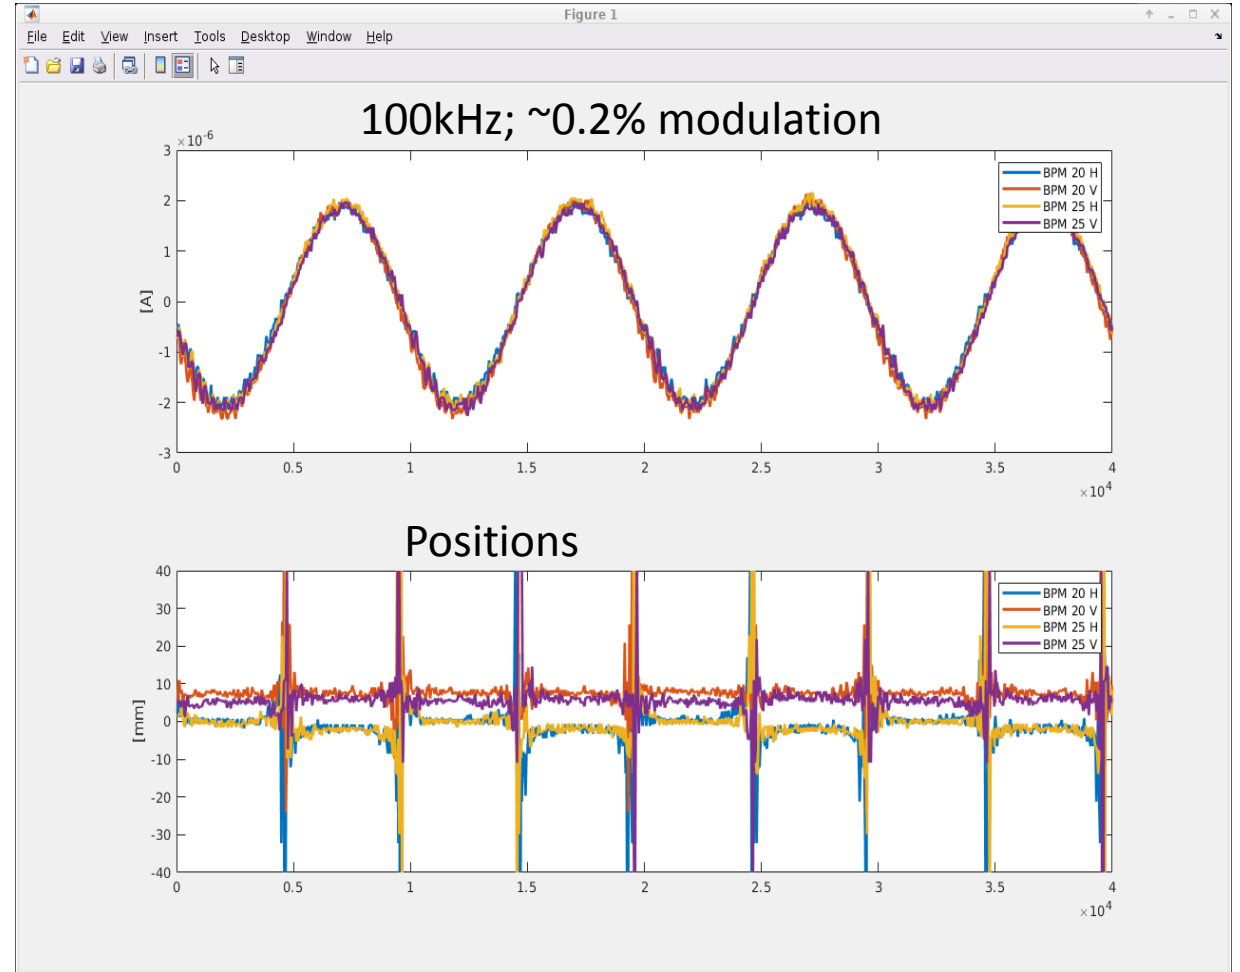 Figure 1
File Edit View Insert Tools Desktop Window Help
100kHz; ~0.2% modulation
×10^-6
3
2
1
0
-1
-2
-3
[A]
0 0.5 1 1.5 2 2.5 3 3.5 4
×10^4
BPM 20 H
BPM 20 V
BPM 25 H
BPM 25 V
Positions
40
30
20
10
0
-10
-20
-30
-40
[mm]
0 0.5 1 1.5 2 2.5 3 3.5 4
×10^4
BPM 20 H
BPM 20 V
BPM 25 H
BPM 25 V